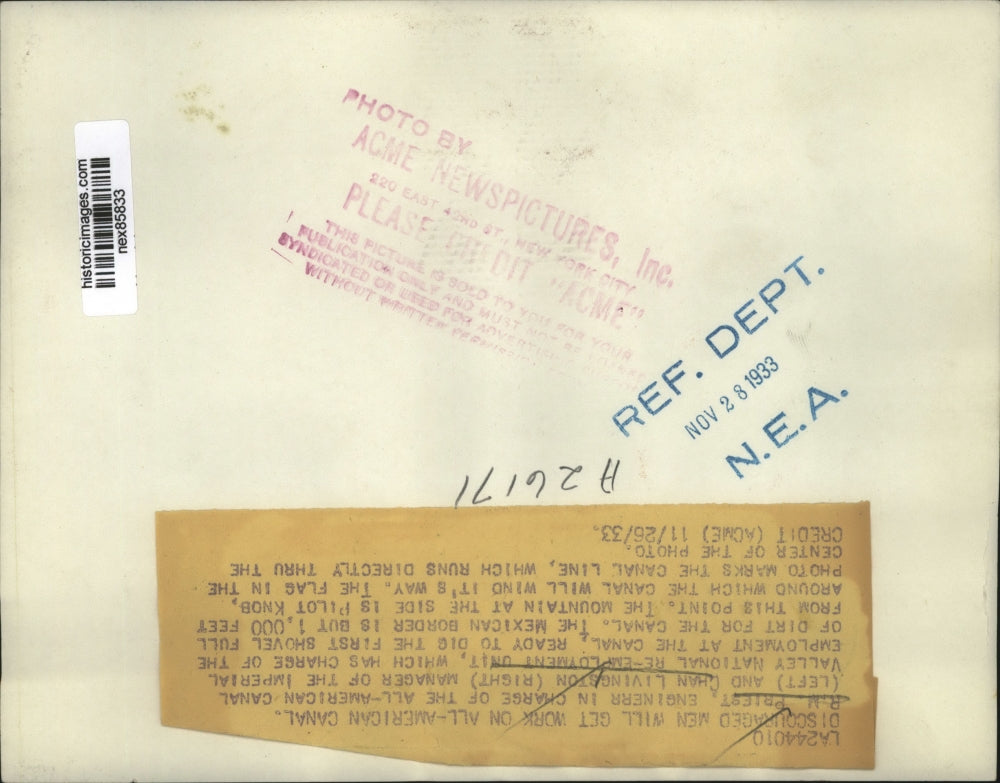 historicimages.com
nex85833
PHOTO BY
ACME NEWSPICTURES, Inc.
220 EAST 42ND ST., NEW YORK CITY
PLEASE CREDIT "ACME"
THIS PICTURE IS SOLD TO YOU FOR YOUR
PUBLICATION ONLY AND MUST NOT BE LOANED
SYNDICATED OR USED FOR ADVERTISING
WITHOUT WRITTEN PERMISSION
REF. DEPT.
NOV 28 1933
N.E.A.
A26171
LA244010
DISCOURAGED MEN WILL GET WORK ON ALL-AMERICAN CANAL.
R.M. PRIEST, ENGINERR IN CHARGE OF THE ALL-AMERICAN CANAL
(LEFT) AND CHAN LIVINGSTON (RIGHT) MANAGER OF THE IMPERIAL
VALLEY NATIONAL RE-EMPLOYMENT UNIT, WHICH HAS CHARGE OF THE
EMPLOYMENT AT THE CANAL, READY TO DIG THE FIRST SHOVEL FULL
OF DIRT FOR THE CANAL. THE MEXICAN BORDER IS BUT 1,000 FEET
FROM THIS POINT. THE MOUNTAIN AT THE SIDE IS PILOT KNOB,
AROUND WHICH THE CANAL WILL WIND IT'S WAY. THE FLAG IN THE
PHOTO MARKS THE CANAL LINE, WHICH RUNS DIRECTLY THRU THE
CENTER OF THE PHOTO.
CREDIT (ACME) 11/26/33.